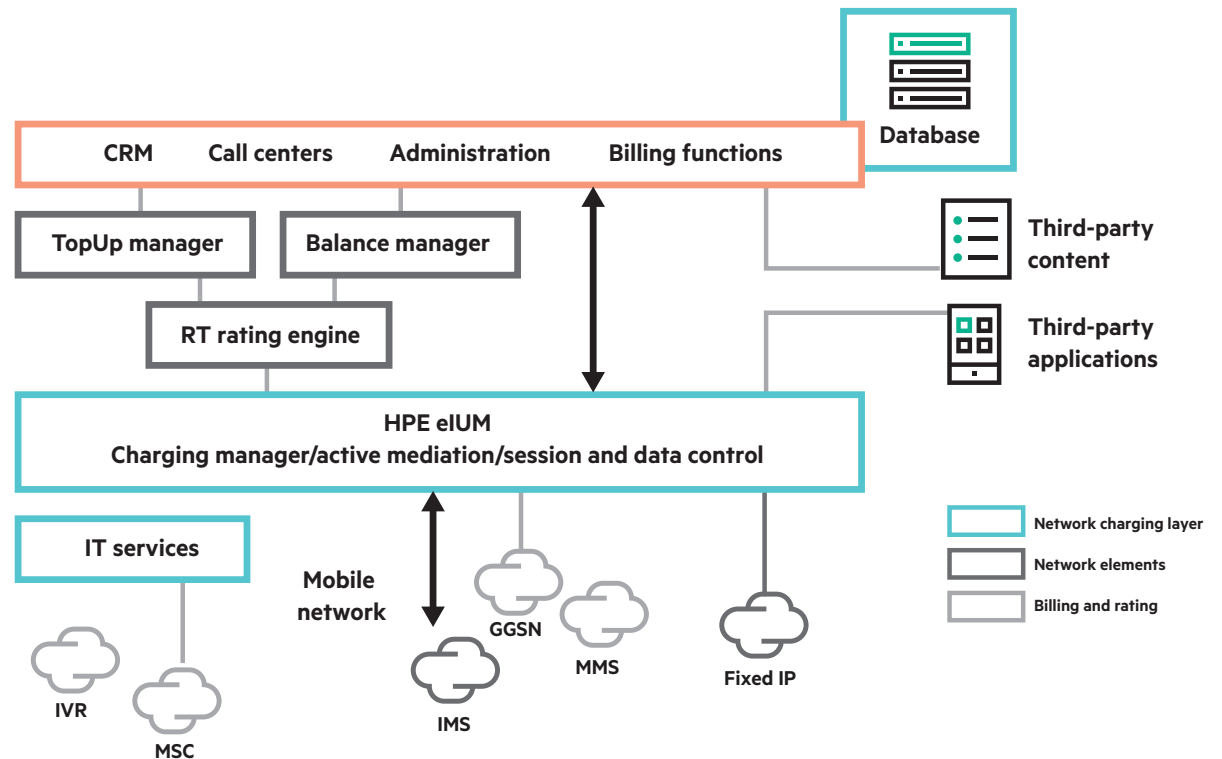 Database
CRM
Call centers
Administration
Billing functions
TopUp manager
Balance manager
Third-party
content
RT rating engine
Third-party
applications
HPE eIUM
Charging manager/active mediation/session and data control
Network charging layer
Network elements
Billing and rating
IT services
Mobile
network
GGSN
MMS
Fixed IP
IVR
IMS
MSC